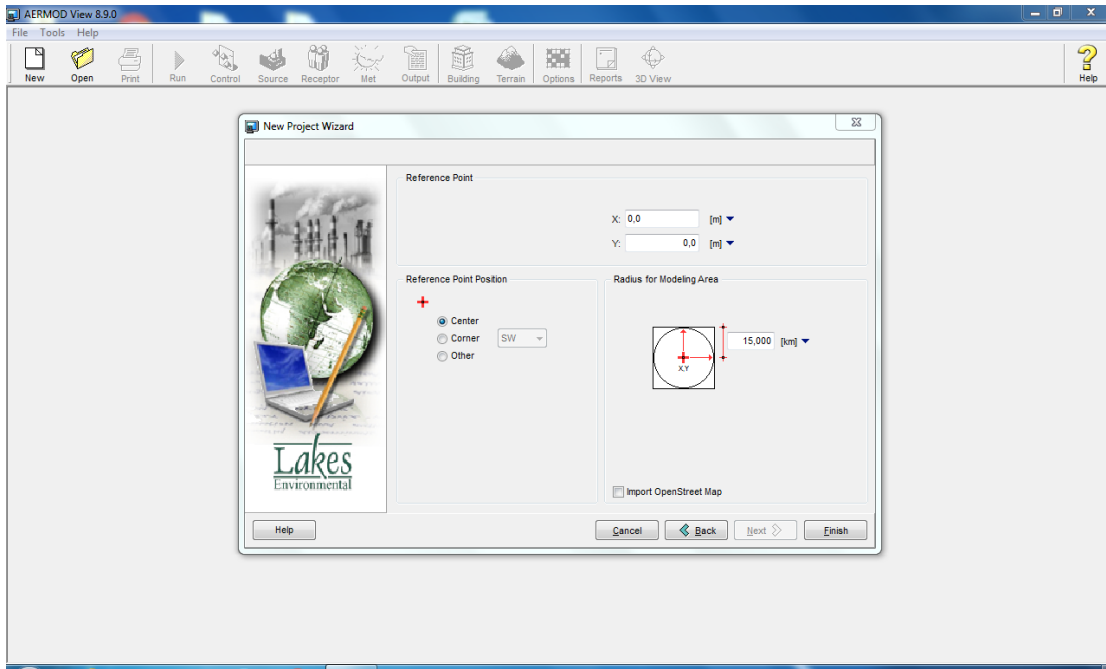 AERMOD View 8.9.0
File Tools Help
New Open Print Run Control Source Receptor Met Output Building Terrain Options Reports 3D View Help
New Project Wizard
Reference Point
X: 0,0 [m]
Y: 0,0 [m]
Reference Point Position
Center
Corner SW
Other
Radius for Modeling Area
15,000 [km]
X,Y
Import OpenStreet Map
Lakes
Environmental
Help Cancel Back Next Finish